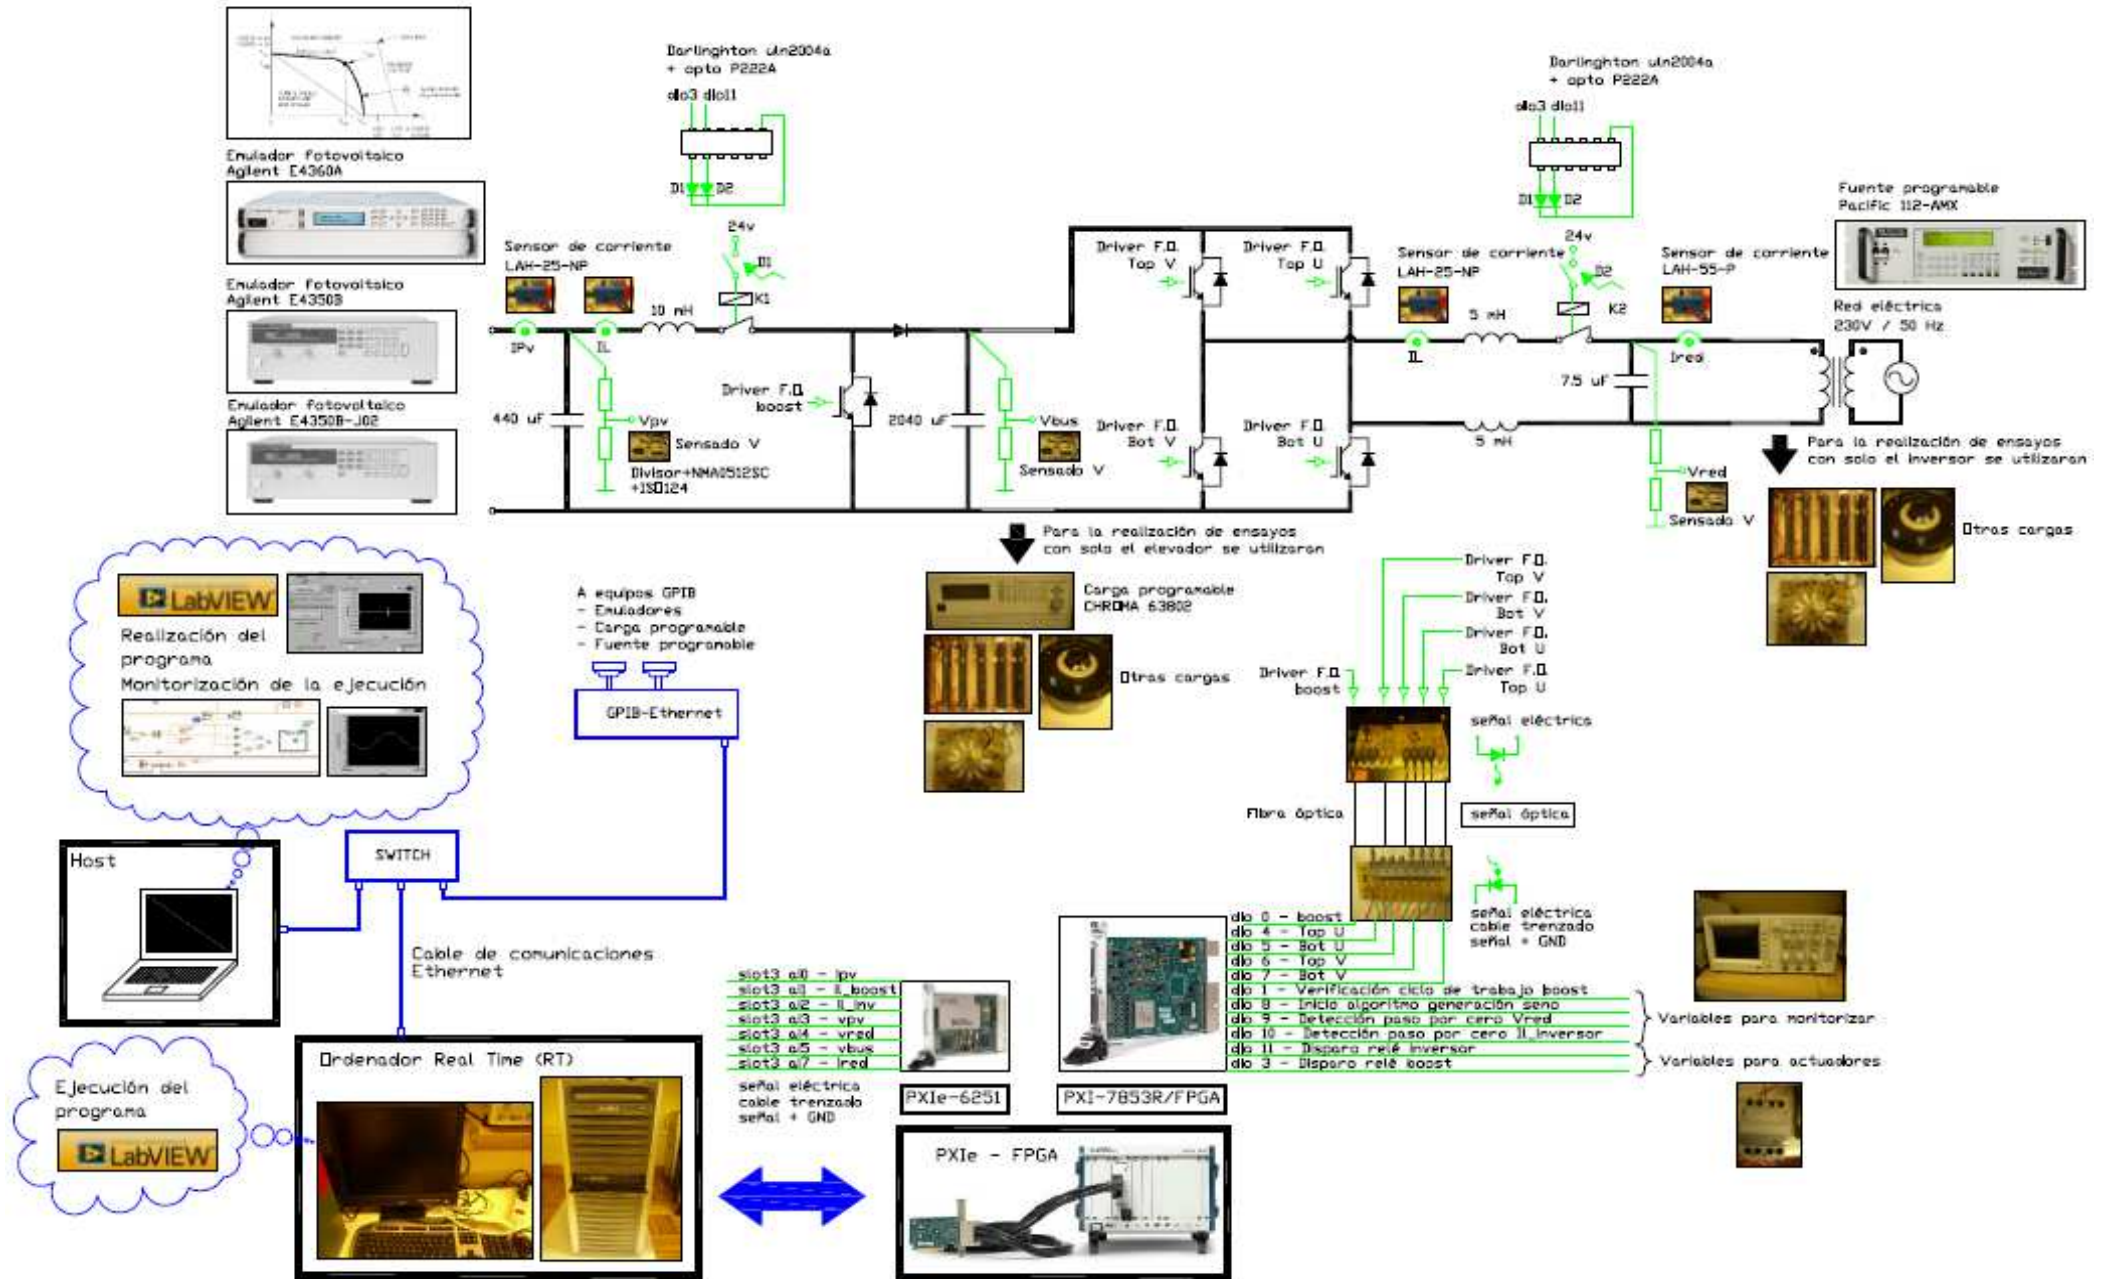 Darlinghton uln2004a
+ opto P222A
dio3 dio11
D1 D2
24v
D1
K1
Darlinghton uln2004a
+ opto P222A
dio3 dio11
D1 D2
24v
D2
K2
Emulador fotovoltaico
Agilent E4360A
Emulador fotovoltaico
Agilent E4350B
Emulador fotovoltaico
Agilent E4350B-J02
Sensor de corriente
LAH-25-NP
IPv
IL
10 mH
440 uF
Vpv
Sensado V
Divisor+NMA0512SC
+ISO124
Driver F.O.
boost
2040 uF
Vbus
Sensado V
Driver F.O.
Top V
Driver F.O.
Top U
Driver F.O.
Bot V
Driver F.O.
Bot U
Sensor de corriente
LAH-25-NP
IL
5 mH
5 mH
7.5 uF
Sensor de corriente
LAH-55-P
Ired
Vred
Sensado V
Fuente programable
Pacific 112-AMX
Red eléctrica
230V / 50 Hz
Para la realización de ensayos
con solo el inversor se utilizaran
Otras cargas
Para la realización de ensayos
con solo el elevador se utilizaran
Carga programable
CHROMA 63802
Otras cargas
LabVIEW
Realización del
programa
Monitorización de la ejecución
A equipos GPIB
- Emuladores
- Carga programable
- Fuente programable
GPIB-Ethernet
SWITCH
Host
Cable de comunicaciones
Ethernet
Driver F.O.
Top V
Driver F.O.
Bot V
Driver F.O.
Bot U
Driver F.O.
Top U
Driver F.O.
boost
señal eléctrica
Fibra óptica
señal óptica
señal eléctrica
cable trenzado
señal + GND
dio 0 - boost
dio 4 - Top U
dio 5 - Bot U
dio 6 - Top V
dio 7 - Bot V
dio 1 - Verificación ciclo de trabajo boost
dio 8 - Inicio algoritmo generación seno
dio 9 - Detección paso por cero Vred
dio 10 - Detección paso por cero IL_inversor
dio 11 - Disparo relé inversor
dio 3 - Disparo relé boost
Variables para monitorizar
Variables para actuadores
slot3 ai0 - Ipv
slot3 ai1 - il_boost
slot3 ai2 - il_inv
slot3 ai3 - vpv
slot3 ai4 - vred
slot3 ai5 - vbus
slot3 ai7 - ired
señal eléctrica
cable trenzado
señal + GND
PXIe-6251
PXI-7853R/FPGA
PXIe - FPGA
Ordenador Real Time (RT)
Ejecución del
programa
LabVIEW